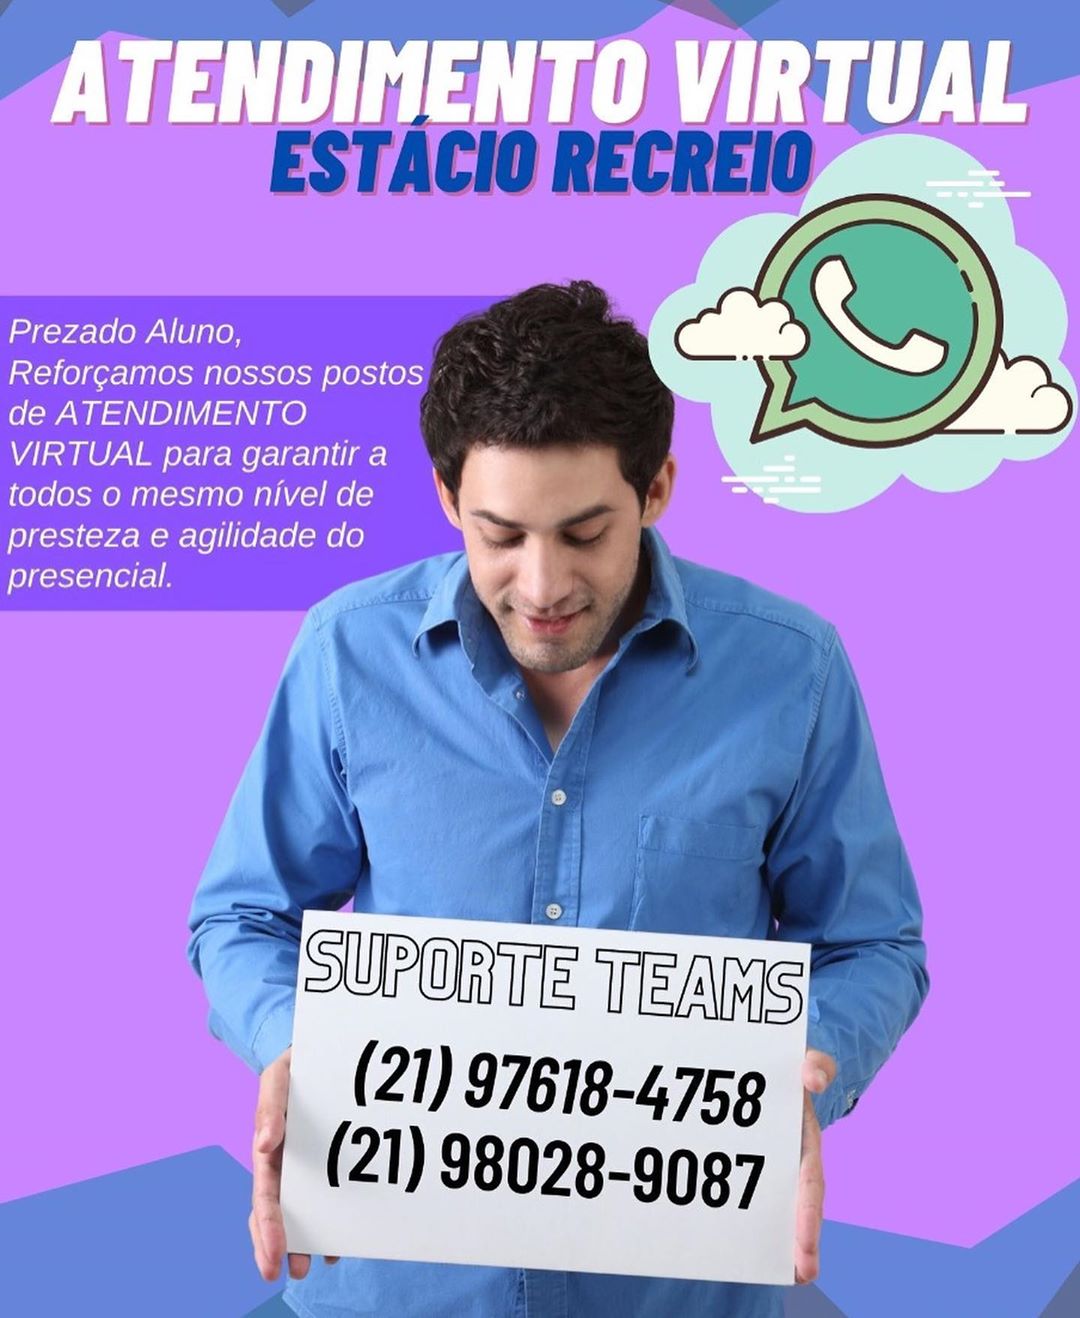 ATENDIMENTO VIRTUAL
ESTÁCIO RECREIO
Prezado Aluno,
Reforçamos nossos postos
de ATENDIMENTO
VIRTUAL para garantir a
todos o mesmo nível de
presteza e agilidade do
presencial.
SUPORTE TEAMS
(21) 97618-4758
(21) 98028-9087